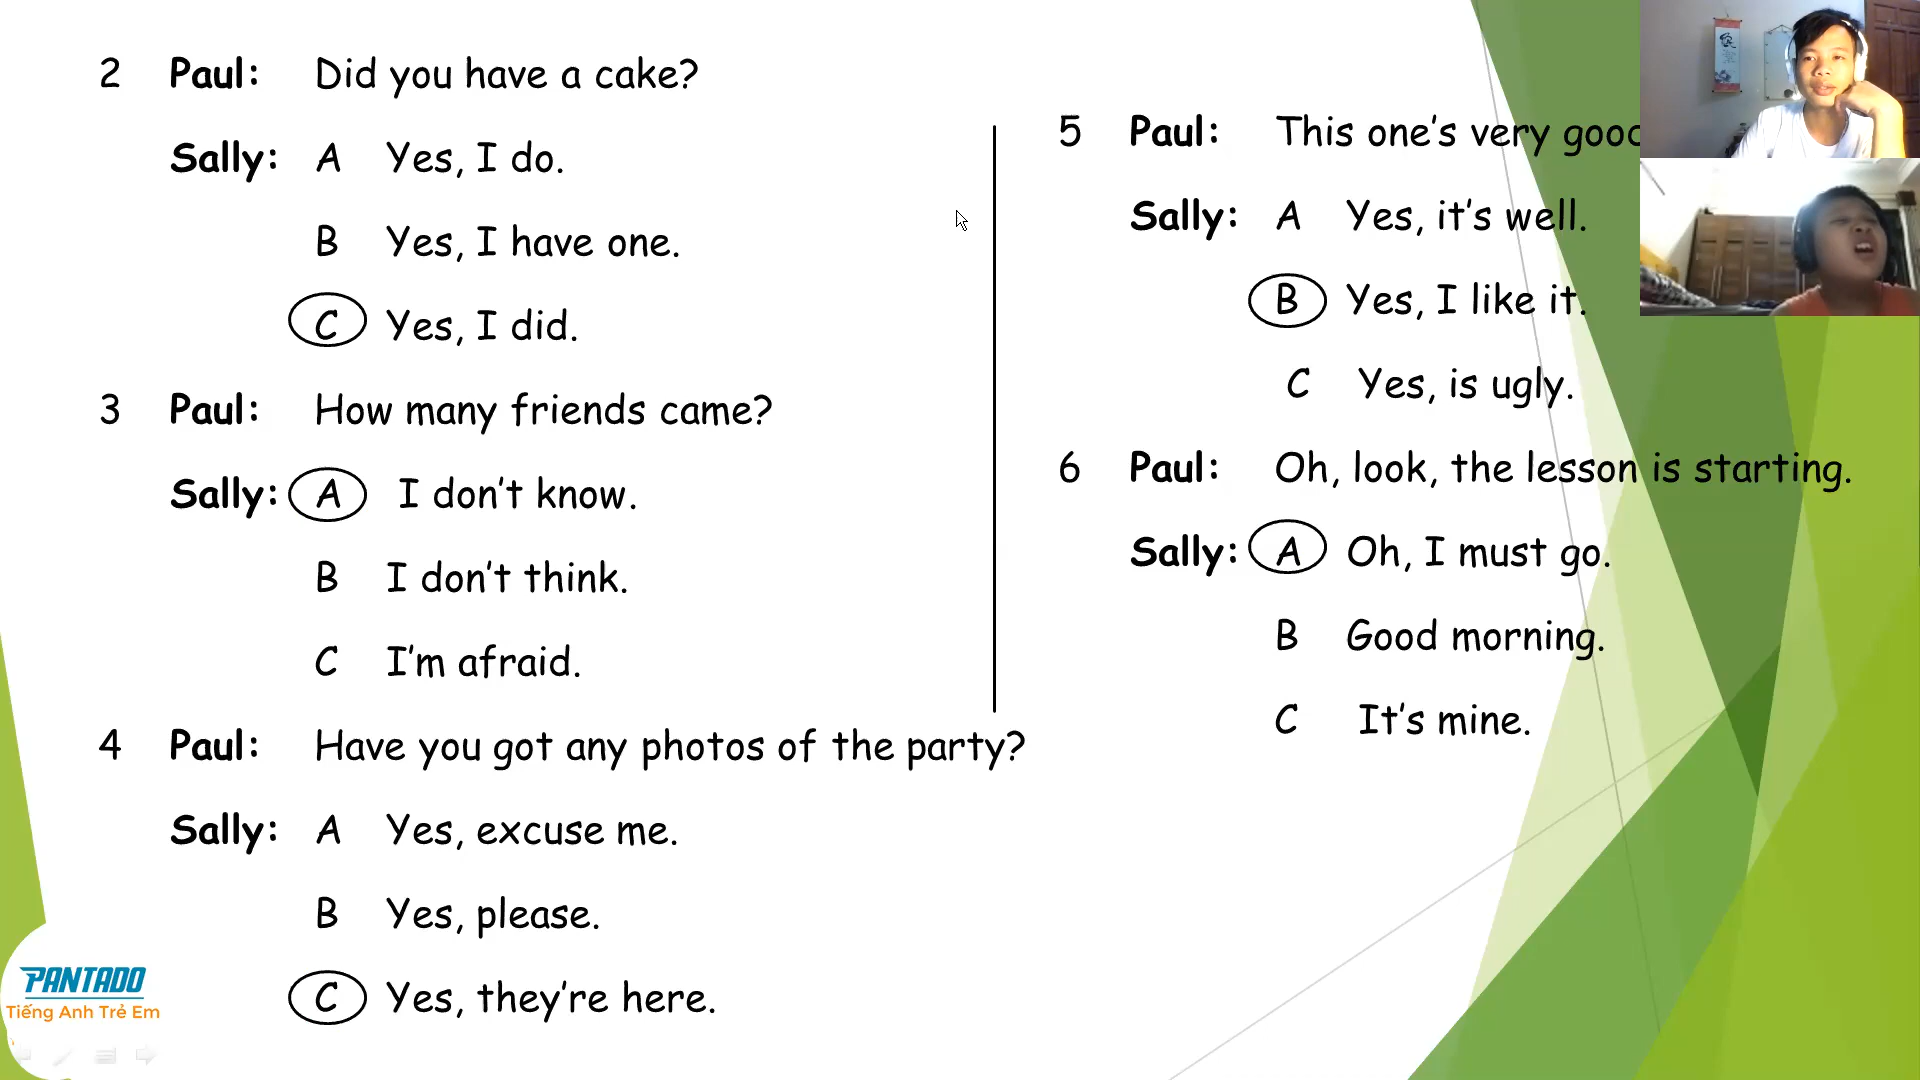 2 Paul: Did you have a cake?
Sally: A Yes, I do.
B Yes, I have one.
C Yes, I did.
3 Paul: How many friends came?
Sally: A I don't know.
B I don't think.
C I'm afraid.
4 Paul: Have you got any photos of the party?
Sally: A Yes, excuse me.
B Yes, please.
C Yes, they're here.
5 Paul: This one's very good
Sally: A Yes, it's well.
B Yes, I like it.
C Yes, is ugly.
6 Paul: Oh, look, the lesson is starting.
Sally: A Oh, I must go.
B Good morning.
C It's mine.
PANTADO
Tiếng Anh Trẻ Em